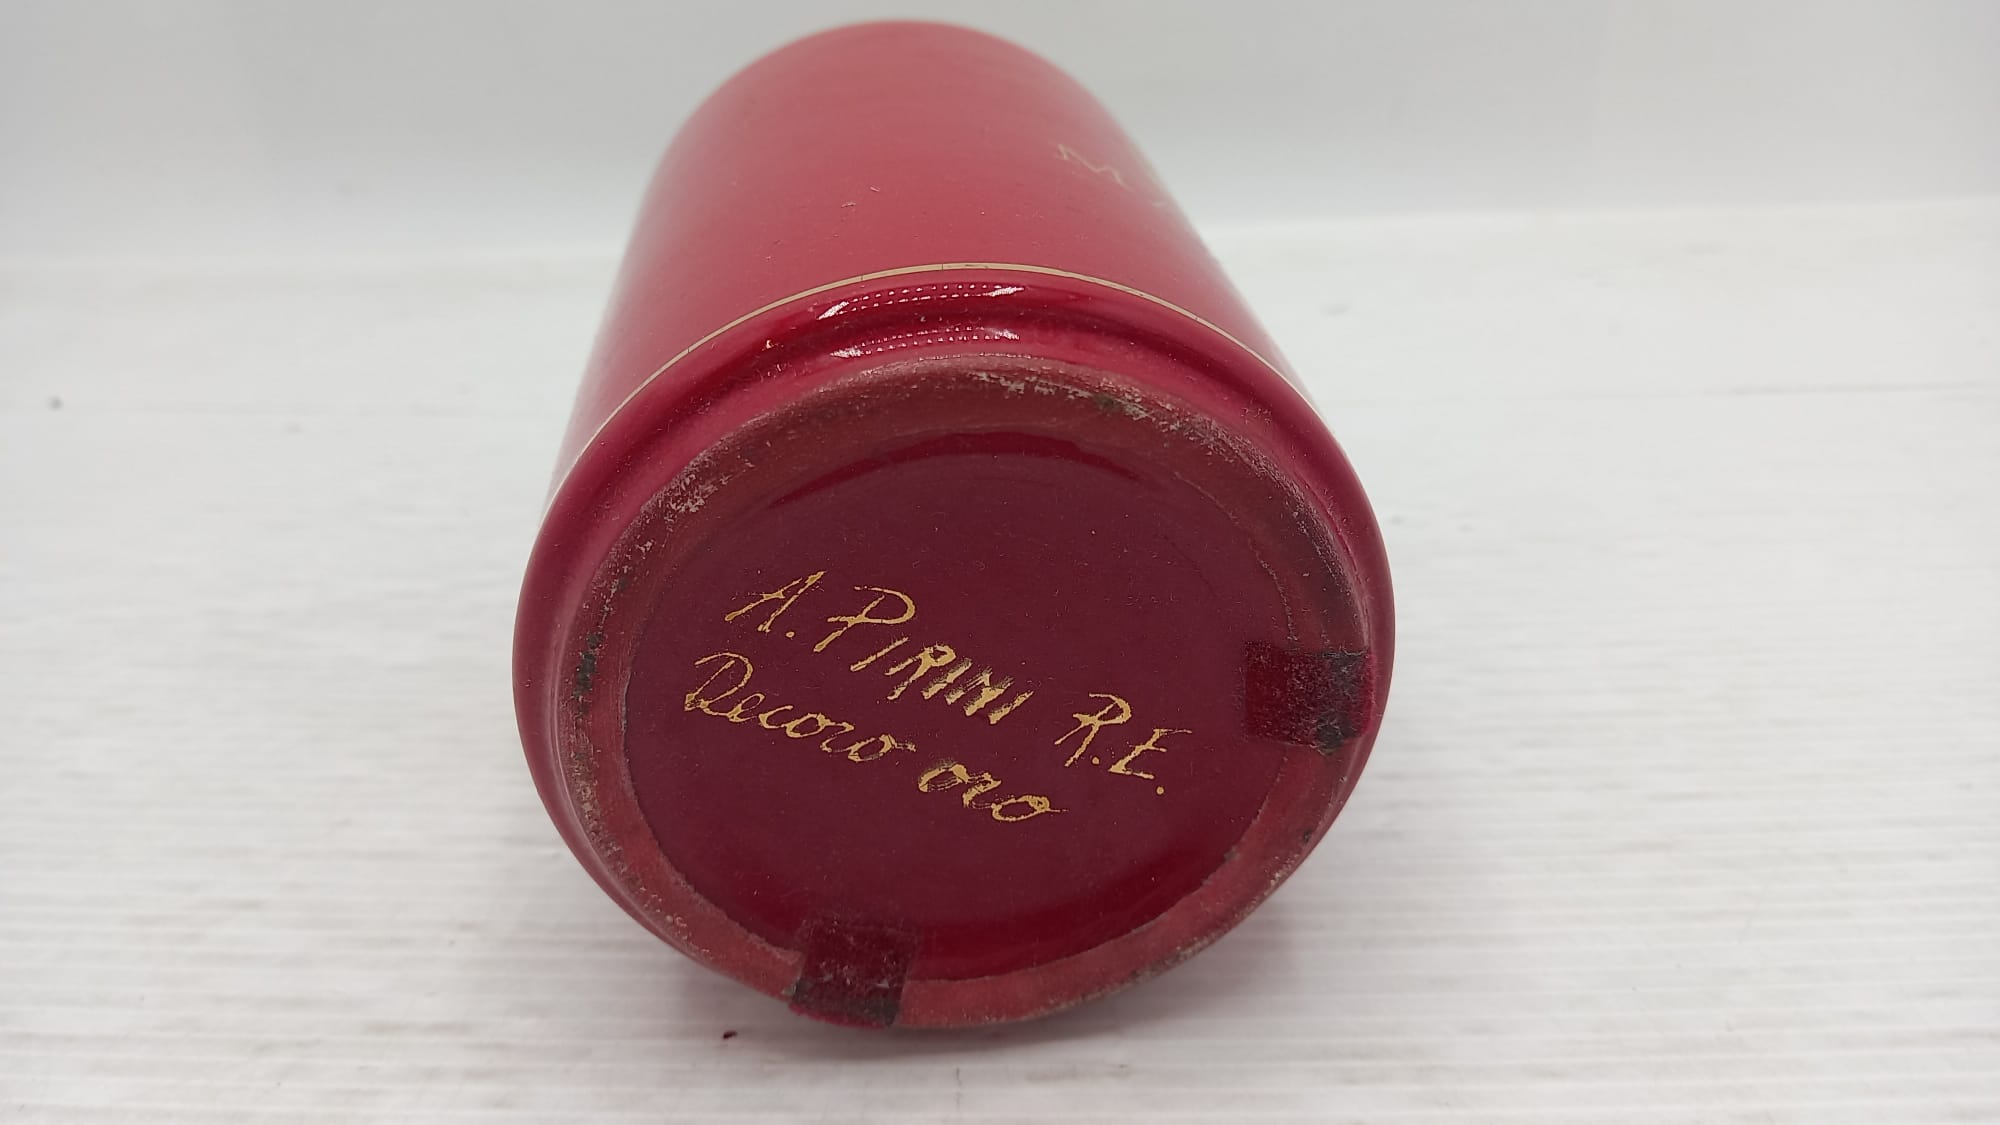 A. PIRINI R.E.
Decoro oro